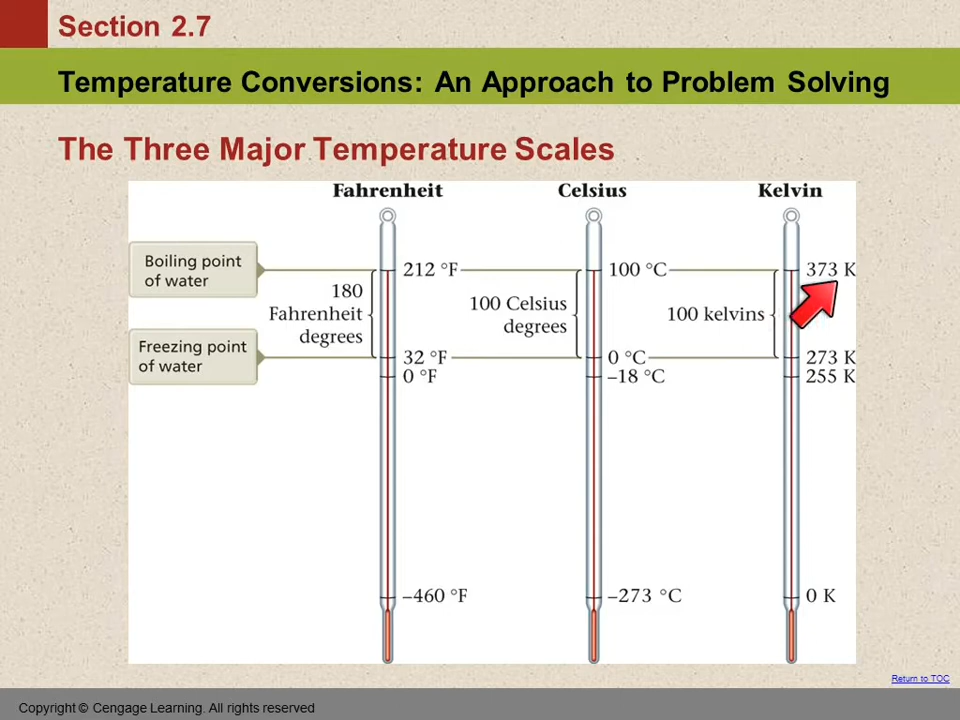 Section 2.7
Temperature Conversions: An Approach to Problem Solving
The Three Major Temperature Scales
Fahrenheit Celsius Kelvin
Boiling point
of water
212 °F 100 °C 373 K
180
Fahrenheit
degrees
100 Celsius
degrees
100 kelvins
Freezing point
of water
32 °F 0 °C 273 K
0 °F –18 °C 255 K
–460 °F –273 °C 0 K
Return to TOC
Copyright © Cengage Learning. All rights reserved